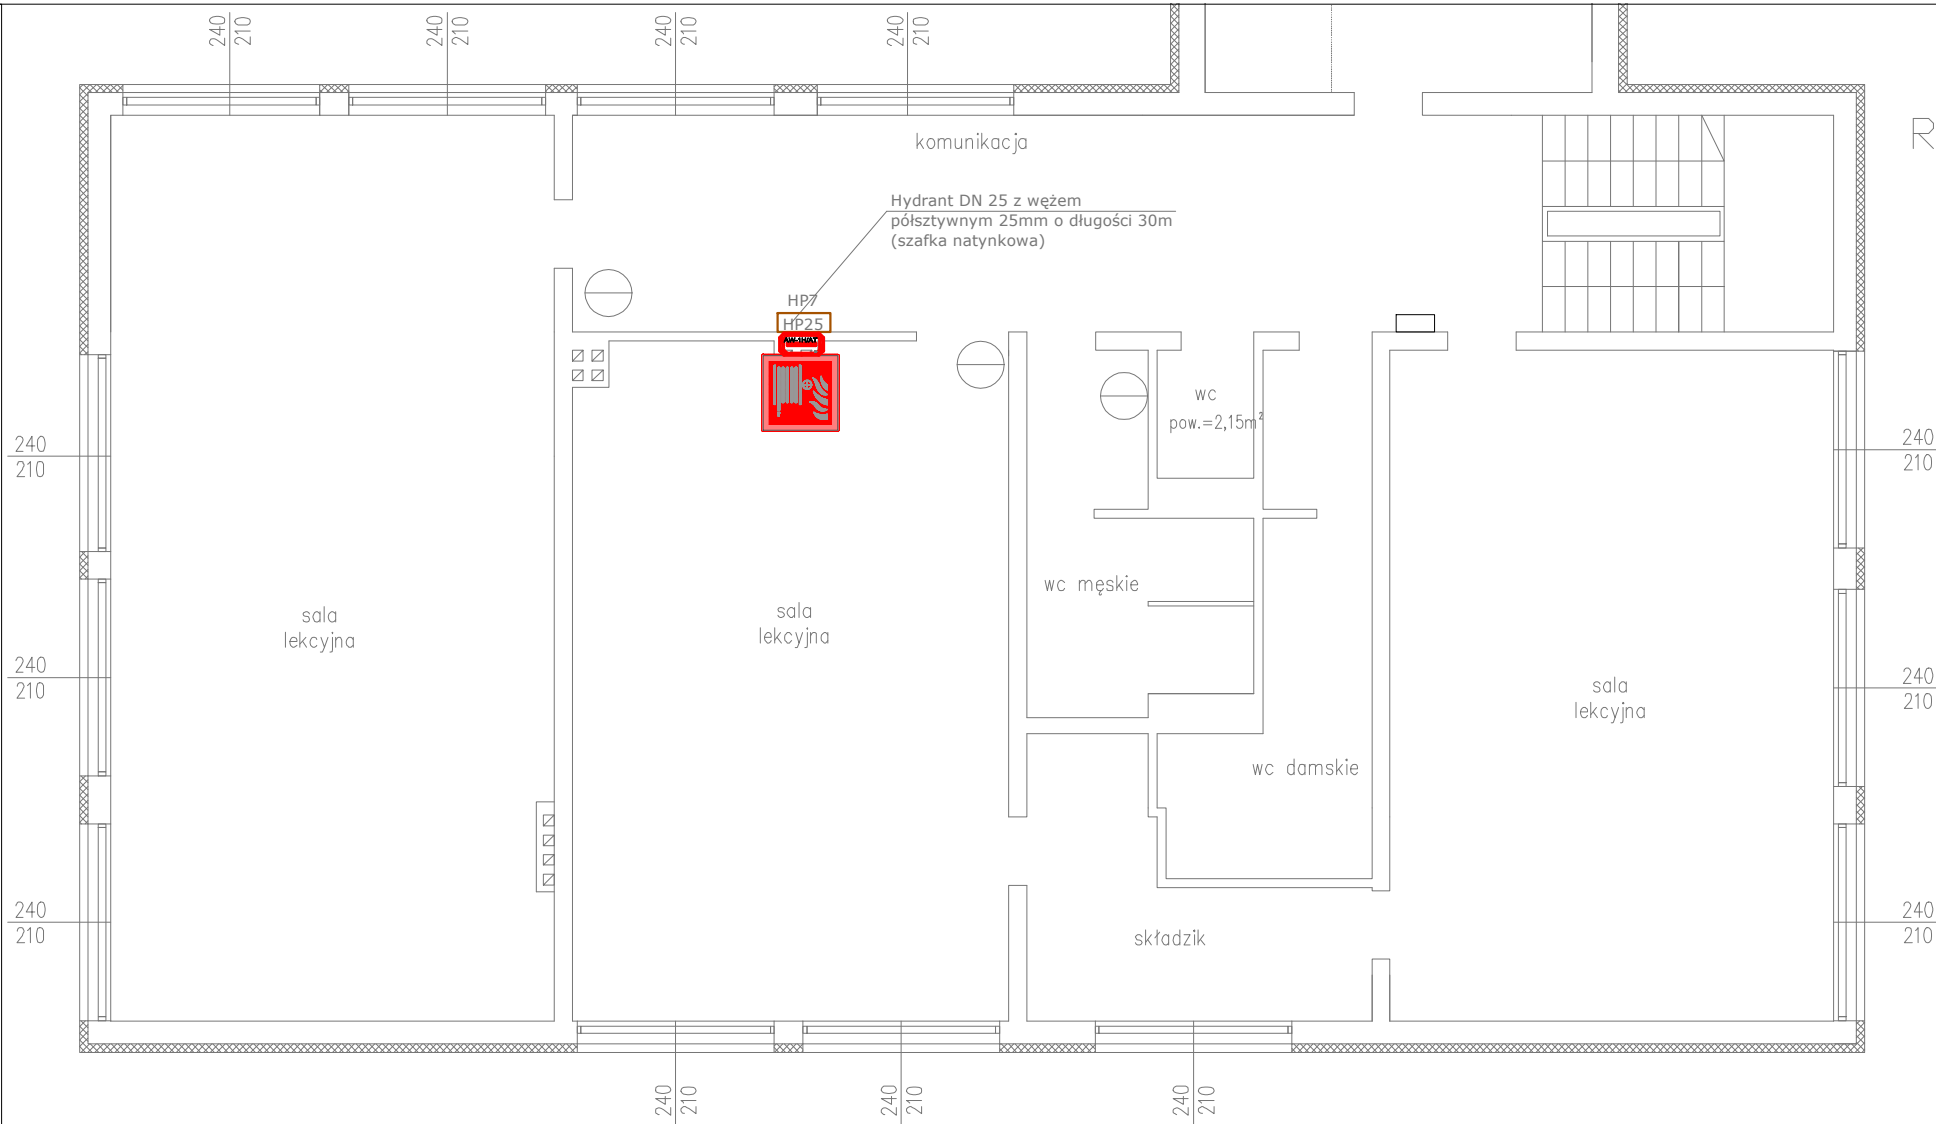 240
210
240
210
240
210
240
210
komunikacja
R
Hydrant DN 25 z wężem
półsztywnym 25mm o długości 30m
(szafka natynkowa)
HP7
HP25
wc
pow.=2,15m²
240
210
240
210
wc męskie
sala
lekcyjna
sala
lekcyjna
240
210
240
210
sala
lekcyjna
wc damskie
240
210
240
210
składzik
240
210
240
210
240
210